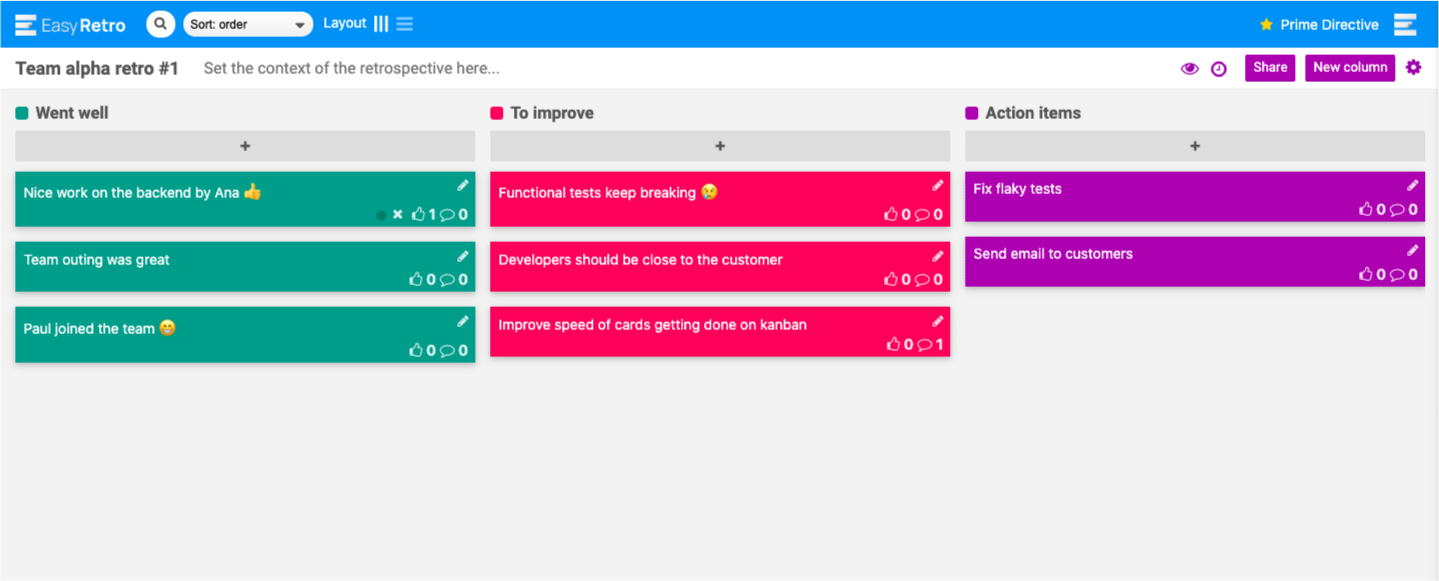 EasyRetro Sort: order Layout Prime Directive
Team alpha retro #1 Set the context of the retrospective here... Share New column
Went well
+
Nice work on the backend by Ana 👍
1 0
Team outing was great
0 0
Paul joined the team 😁
0 0
To improve
+
Functional tests keep breaking 😢
0 0
Developers should be close to the customer
0 0
Improve speed of cards getting done on kanban
0 1
Action items
+
Fix flaky tests
0 0
Send email to customers
0 0